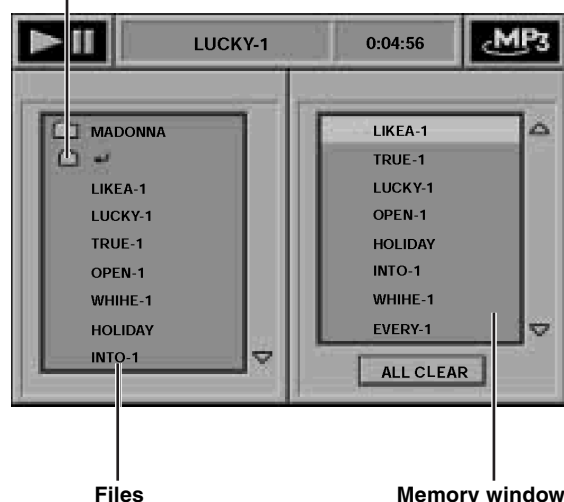 LUCKY-1 0:04:56 MP3
MADONNA
LIKEA-1
LUCKY-1
TRUE-1
OPEN-1
WHIHE-1
HOLIDAY
INTO-1
LIKEA-1
TRUE-1
LUCKY-1
OPEN-1
HOLIDAY
INTO-1
WHIHE-1
EVERY-1
ALL CLEAR
Files
Memory window